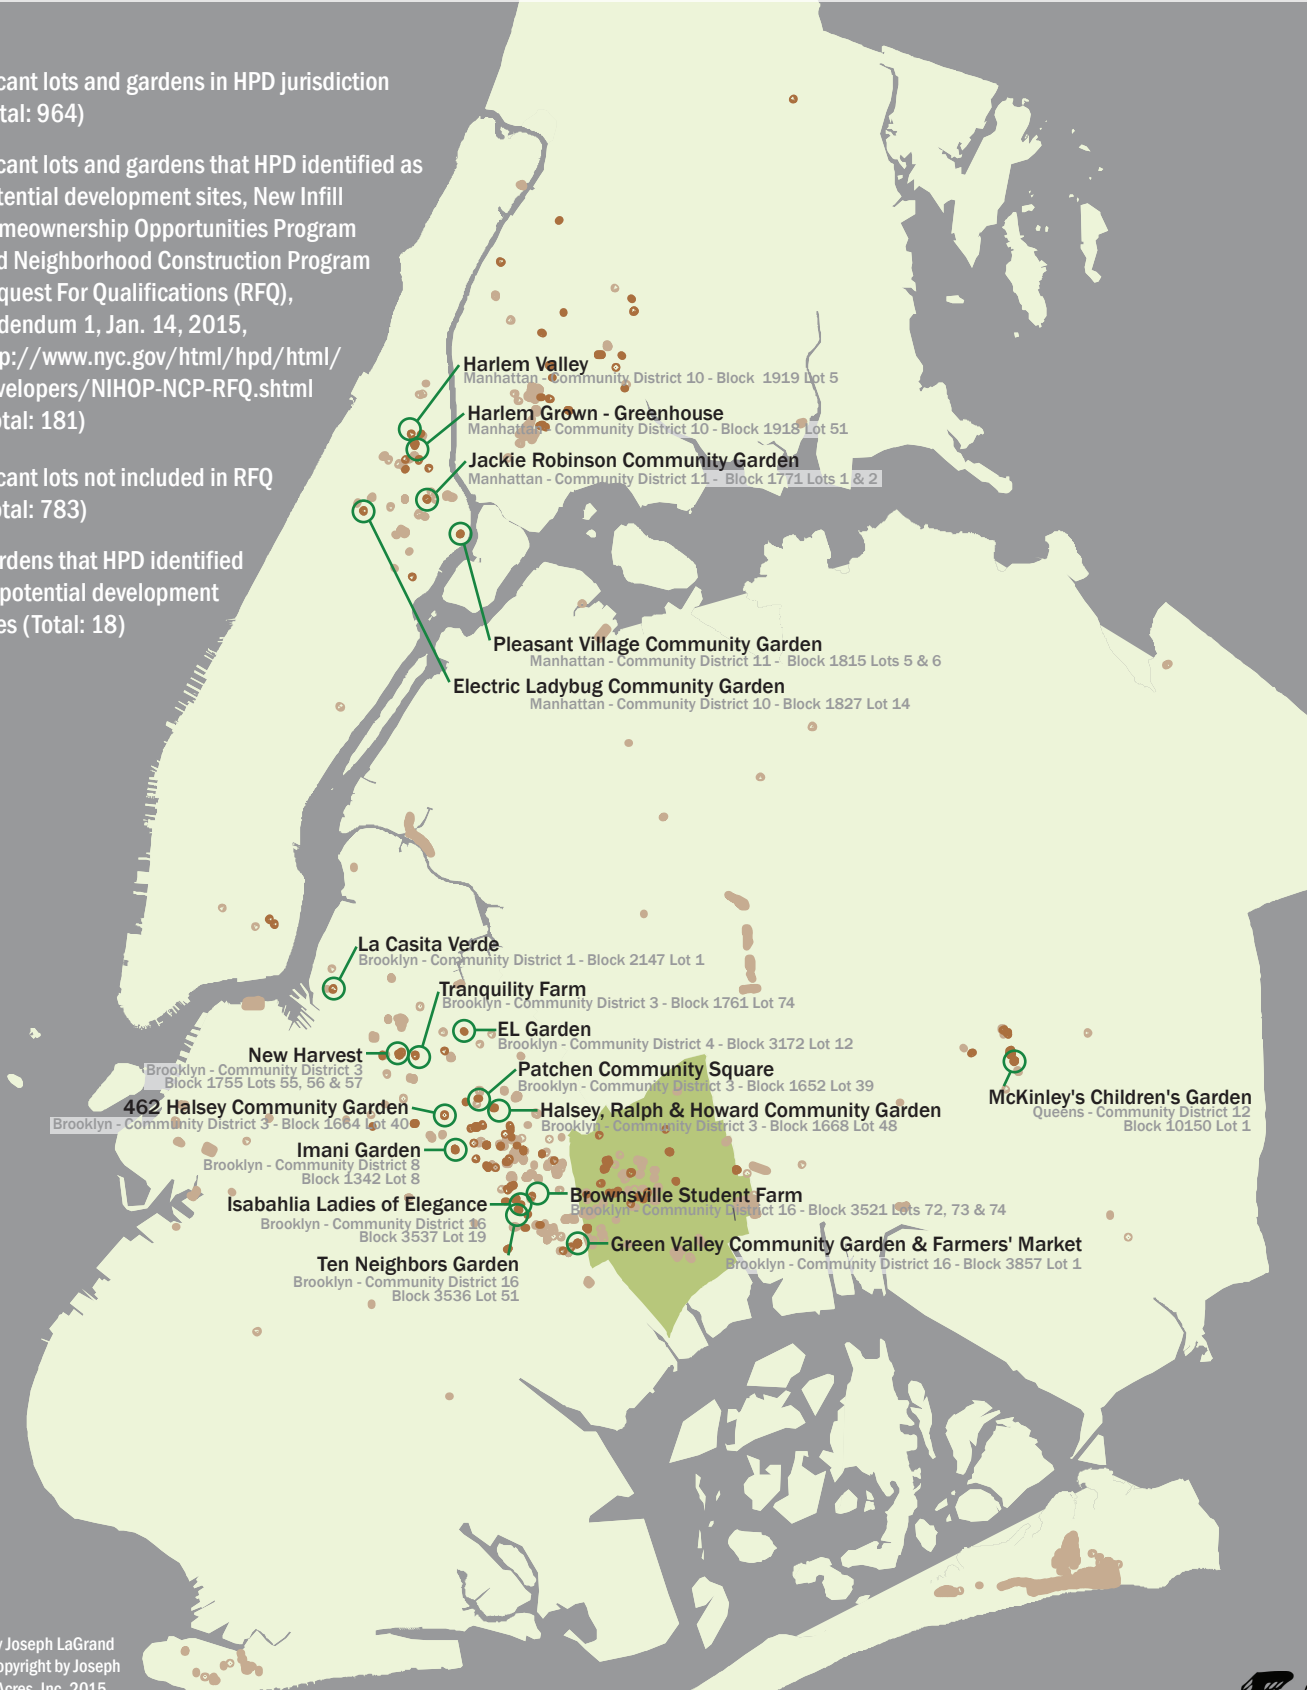 cant lots and gardens in HPD jurisdiction
tal: 964)
cant lots and gardens that HPD identified as
tential development sites, New Infill
meownership Opportunities Program
d Neighborhood Construction Program
quest For Qualifications (RFQ),
dendum 1, Jan. 14, 2015,
p://www.nyc.gov/html/hpd/html/
velopers/NIHOP-NCP-RFQ.shtml
otal: 181)
cant lots not included in RFQ
otal: 783)
rdens that HPD identified
potential development
es (Total: 18)
Harlem Valley
Manhattan - Community District 10 - Block 1919 Lot 5
Harlem Grown - Greenhouse
Manhattan - Community District 10 - Block 1918 Lot 51
Jackie Robinson Community Garden
Manhattan - Community District 11 - Block 1771 Lots 1 & 2
Pleasant Village Community Garden
Manhattan - Community District 11 - Block 1815 Lots 5 & 6
Electric Ladybug Community Garden
Manhattan - Community District 10 - Block 1827 Lot 14
La Casita Verde
Brooklyn - Community District 1 - Block 2147 Lot 1
Tranquility Farm
Brooklyn - Community District 3 - Block 1761 Lot 74
EL Garden
Brooklyn - Community District 4 - Block 3172 Lot 12
New Harvest
Brooklyn - Community District 3
Block 1755 Lots 55, 56 & 57
Patchen Community Square
Brooklyn - Community District 3 - Block 1652 Lot 39
462 Halsey Community Garden
Brooklyn - Community District 3 - Block 1664 Lot 40
Halsey, Ralph & Howard Community Garden
Brooklyn - Community District 3 - Block 1668 Lot 48
McKinley's Children's Garden
Queens - Community District 12
Block 10150 Lot 1
Imani Garden
Brooklyn - Community District 8
Block 1342 Lot 8
Isabahlia Ladies of Elegance
Brooklyn - Community District 16
Block 3537 Lot 19
Brownsville Student Farm
Brooklyn - Community District 16 - Block 3521 Lots 72, 73 & 74
Green Valley Community Garden & Farmers' Market
Brooklyn - Community District 16 - Block 3857 Lot 1
Ten Neighbors Garden
Brooklyn - Community District 16
Block 3536 Lot 51
y Joseph LaGrand
opyright by Joseph
Acres, Inc. 2015